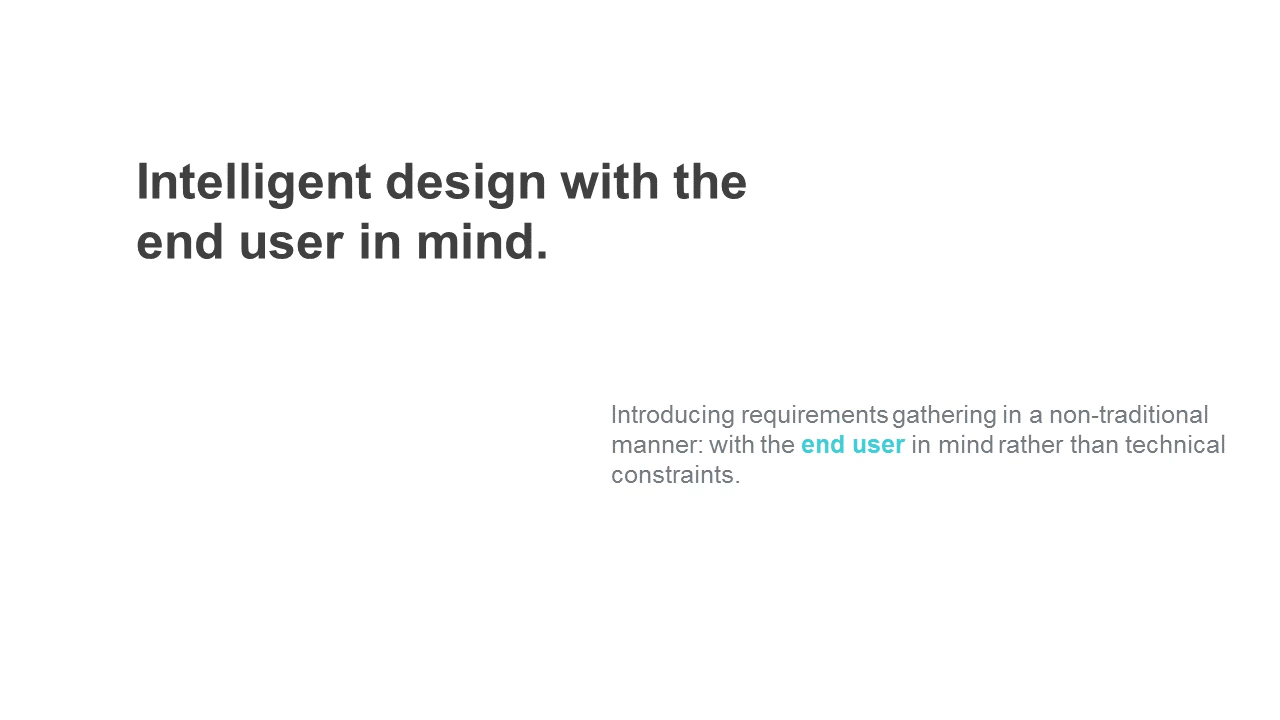 Intelligent design with the
end user in mind.
Introducing requirements gathering in a non-traditional
manner: with the end user in mind rather than technical
constraints.